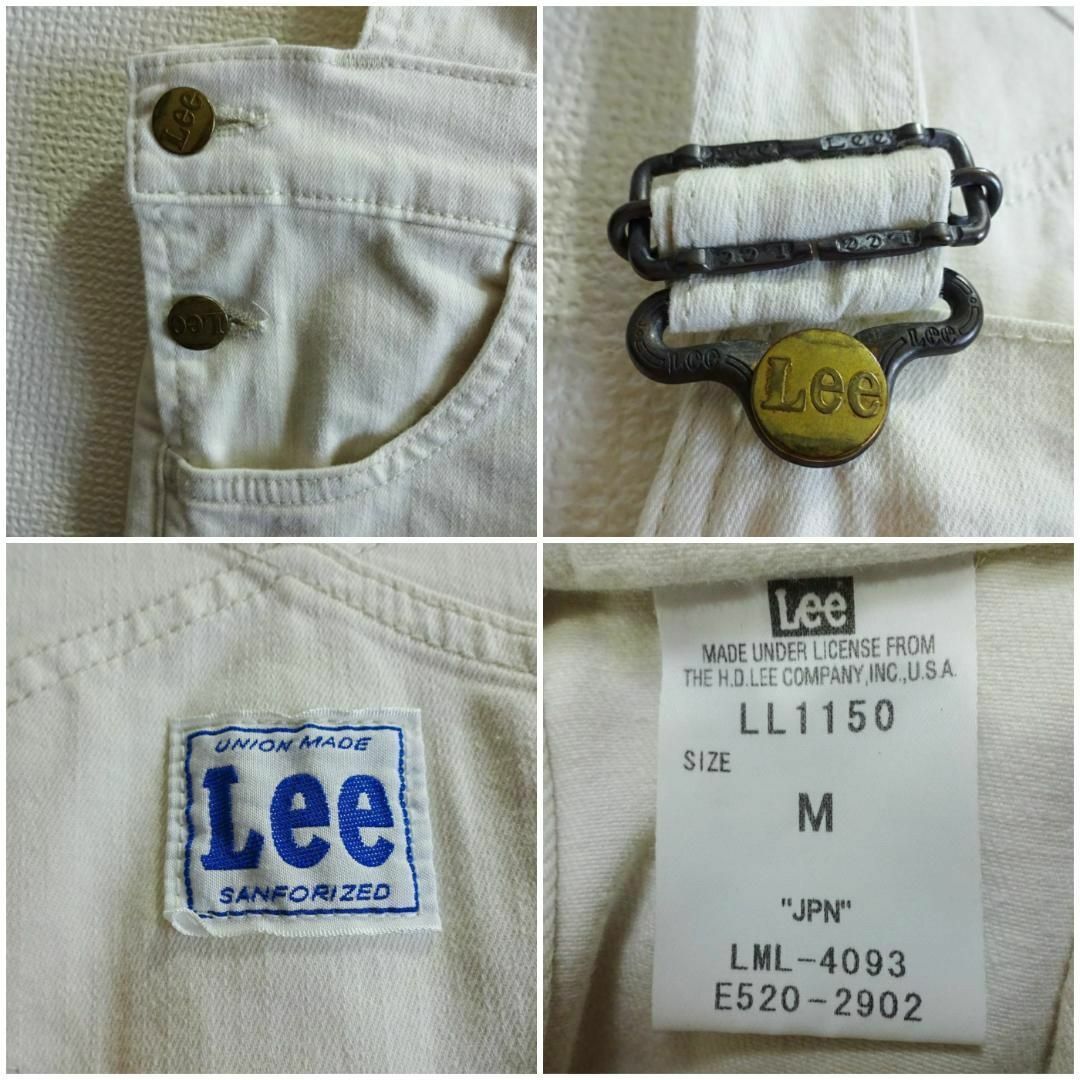 Lee
Lee
Lee Lee
Lee Lee
Lee Lee
Lee
UNION MADE
Lee
SANFORIZED
Lee
MADE UNDER LICENSE FROM
THE H.D.LEE COMPANY,INC.,U.S.A.
LL1150
SIZE
M
"JPN"
LML-4093
E520-2902